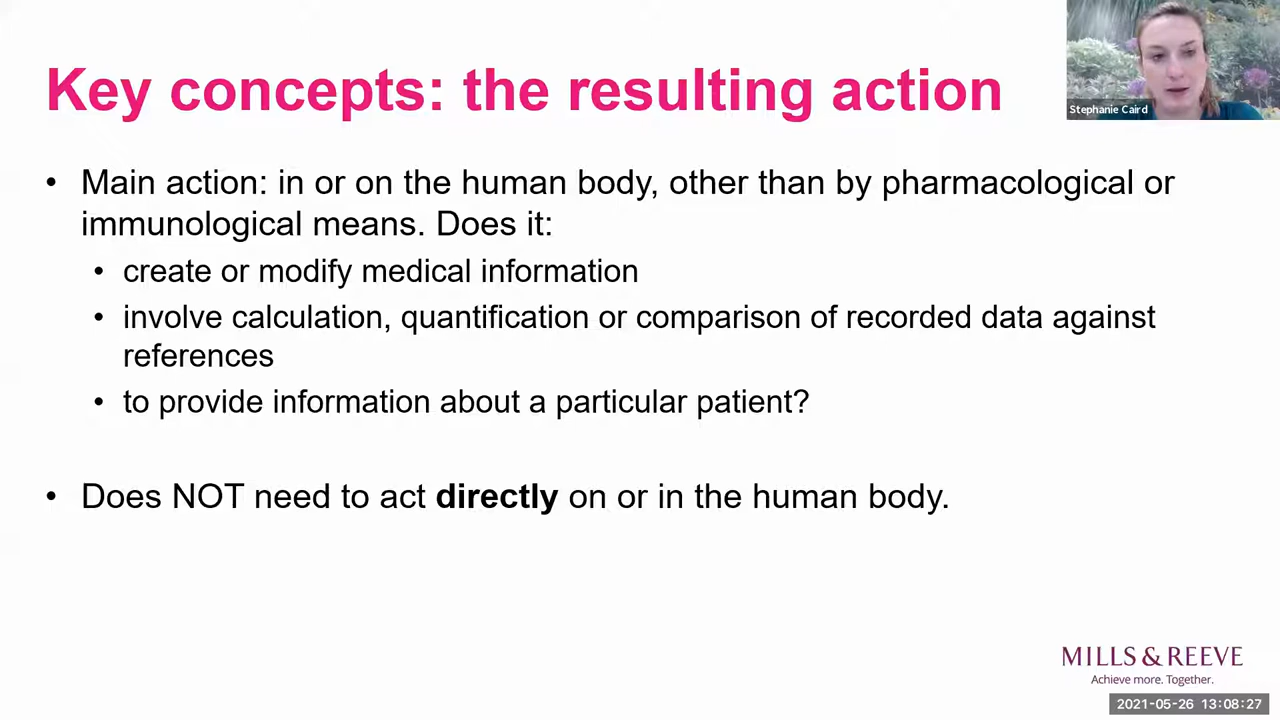 Key concepts: the resulting action
Stephanie Caird
• Main action: in or on the human body, other than by pharmacological or
immunological means. Does it:
• create or modify medical information
• involve calculation, quantification or comparison of recorded data against
references
• to provide information about a particular patient?
• Does NOT need to act directly on or in the human body.
MILLS & REEVE
Achieve more. Together.
2021-05-26 13:08:27